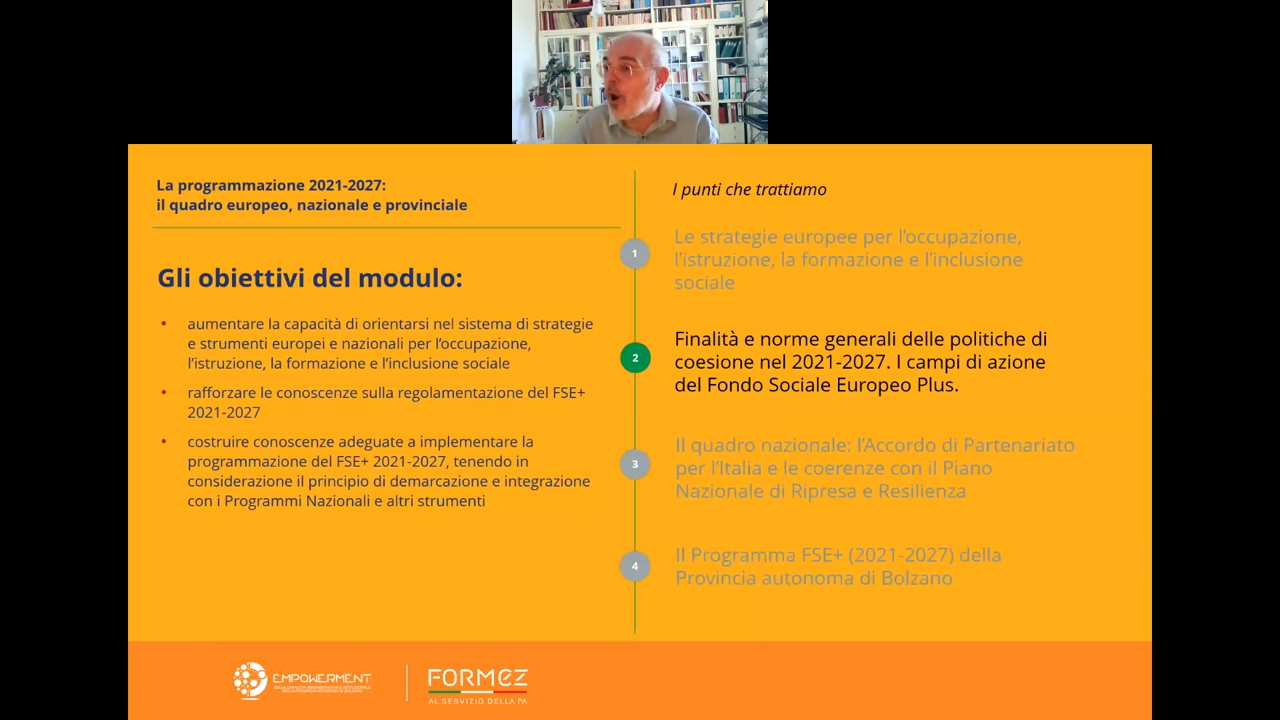 La programmazione 2021-2027:
il quadro europeo, nazionale e provinciale
Gli obiettivi del modulo:
• aumentare la capacità di orientarsi nel sistema di strategie
e strumenti europei e nazionali per l'occupazione,
l'istruzione, la formazione e l'inclusione sociale
• rafforzare le conoscenze sulla regolamentazione del FSE+
2021-2027
• costruire conoscenze adeguate a implementare la
programmazione del FSE+ 2021-2027, tenendo in
considerazione il principio di demarcazione e integrazione
con i Programmi Nazionali e altri strumenti
I punti che trattiamo
1
Le strategie europee per l'occupazione,
l'istruzione, la formazione e l'inclusione
sociale
2
Finalità e norme generali delle politiche di
coesione nel 2021-2027. I campi di azione
del Fondo Sociale Europeo Plus.
3
Il quadro nazionale: l'Accordo di Partenariato
per l'Italia e le coerenze con il Piano
Nazionale di Ripresa e Resilienza
4
Il Programma FSE+ (2021-2027) della
Provincia autonoma di Bolzano
EMPOWERMENT
FORMEZ
AL SERVIZIO DELLA PA